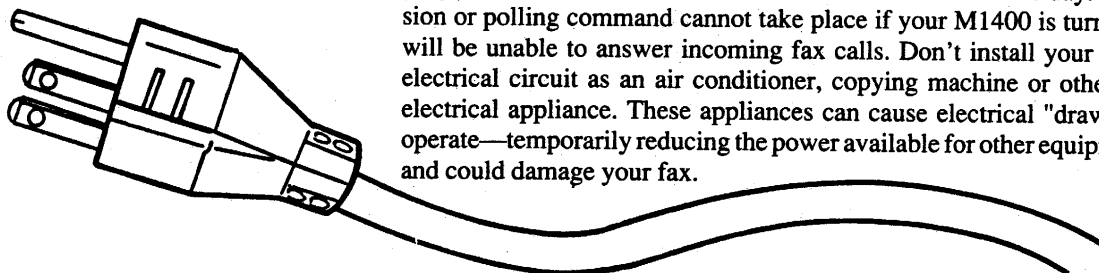 sion or polling command cannot take place if your M1400 is turn
will be unable to answer incoming fax calls. Don't install your
electrical circuit as an air conditioner, copying machine or othe
electrical appliance. These appliances can cause electrical "draw
operate—temporarily reducing the power available for other equip
and could damage your fax.